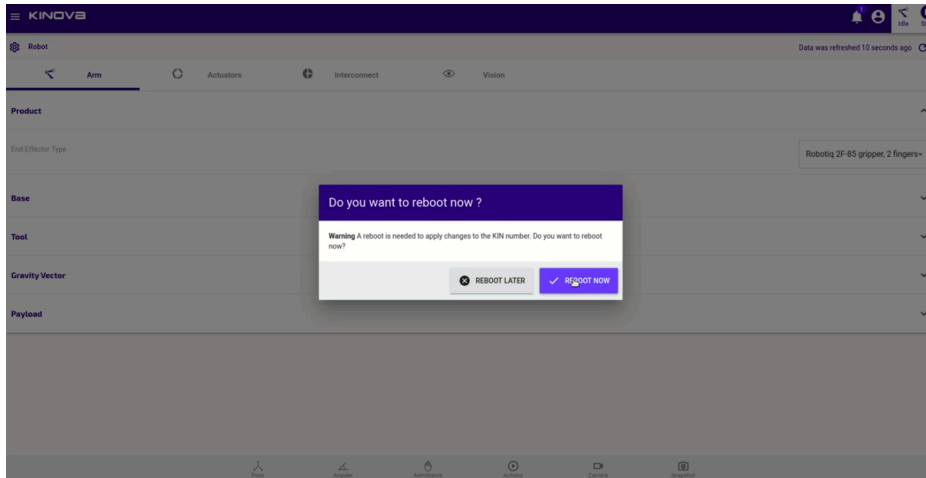 KINOVA
1
Idle
Robot
Data was refreshed 10 seconds ago
Arm
Actuators
Interconnect
Vision
Product
End Effector Type
Robotiq 2F-85 gripper, 2 fingers
Base
Do you want to reboot now ?
Tool
Warning A reboot is needed to apply changes to the KIN number. Do you want to reboot
now?
Gravity Vector
REBOOT LATER
REBOOT NOW
Payload
Pose
Angular
Admittance
Actions
Camera
Snapshot